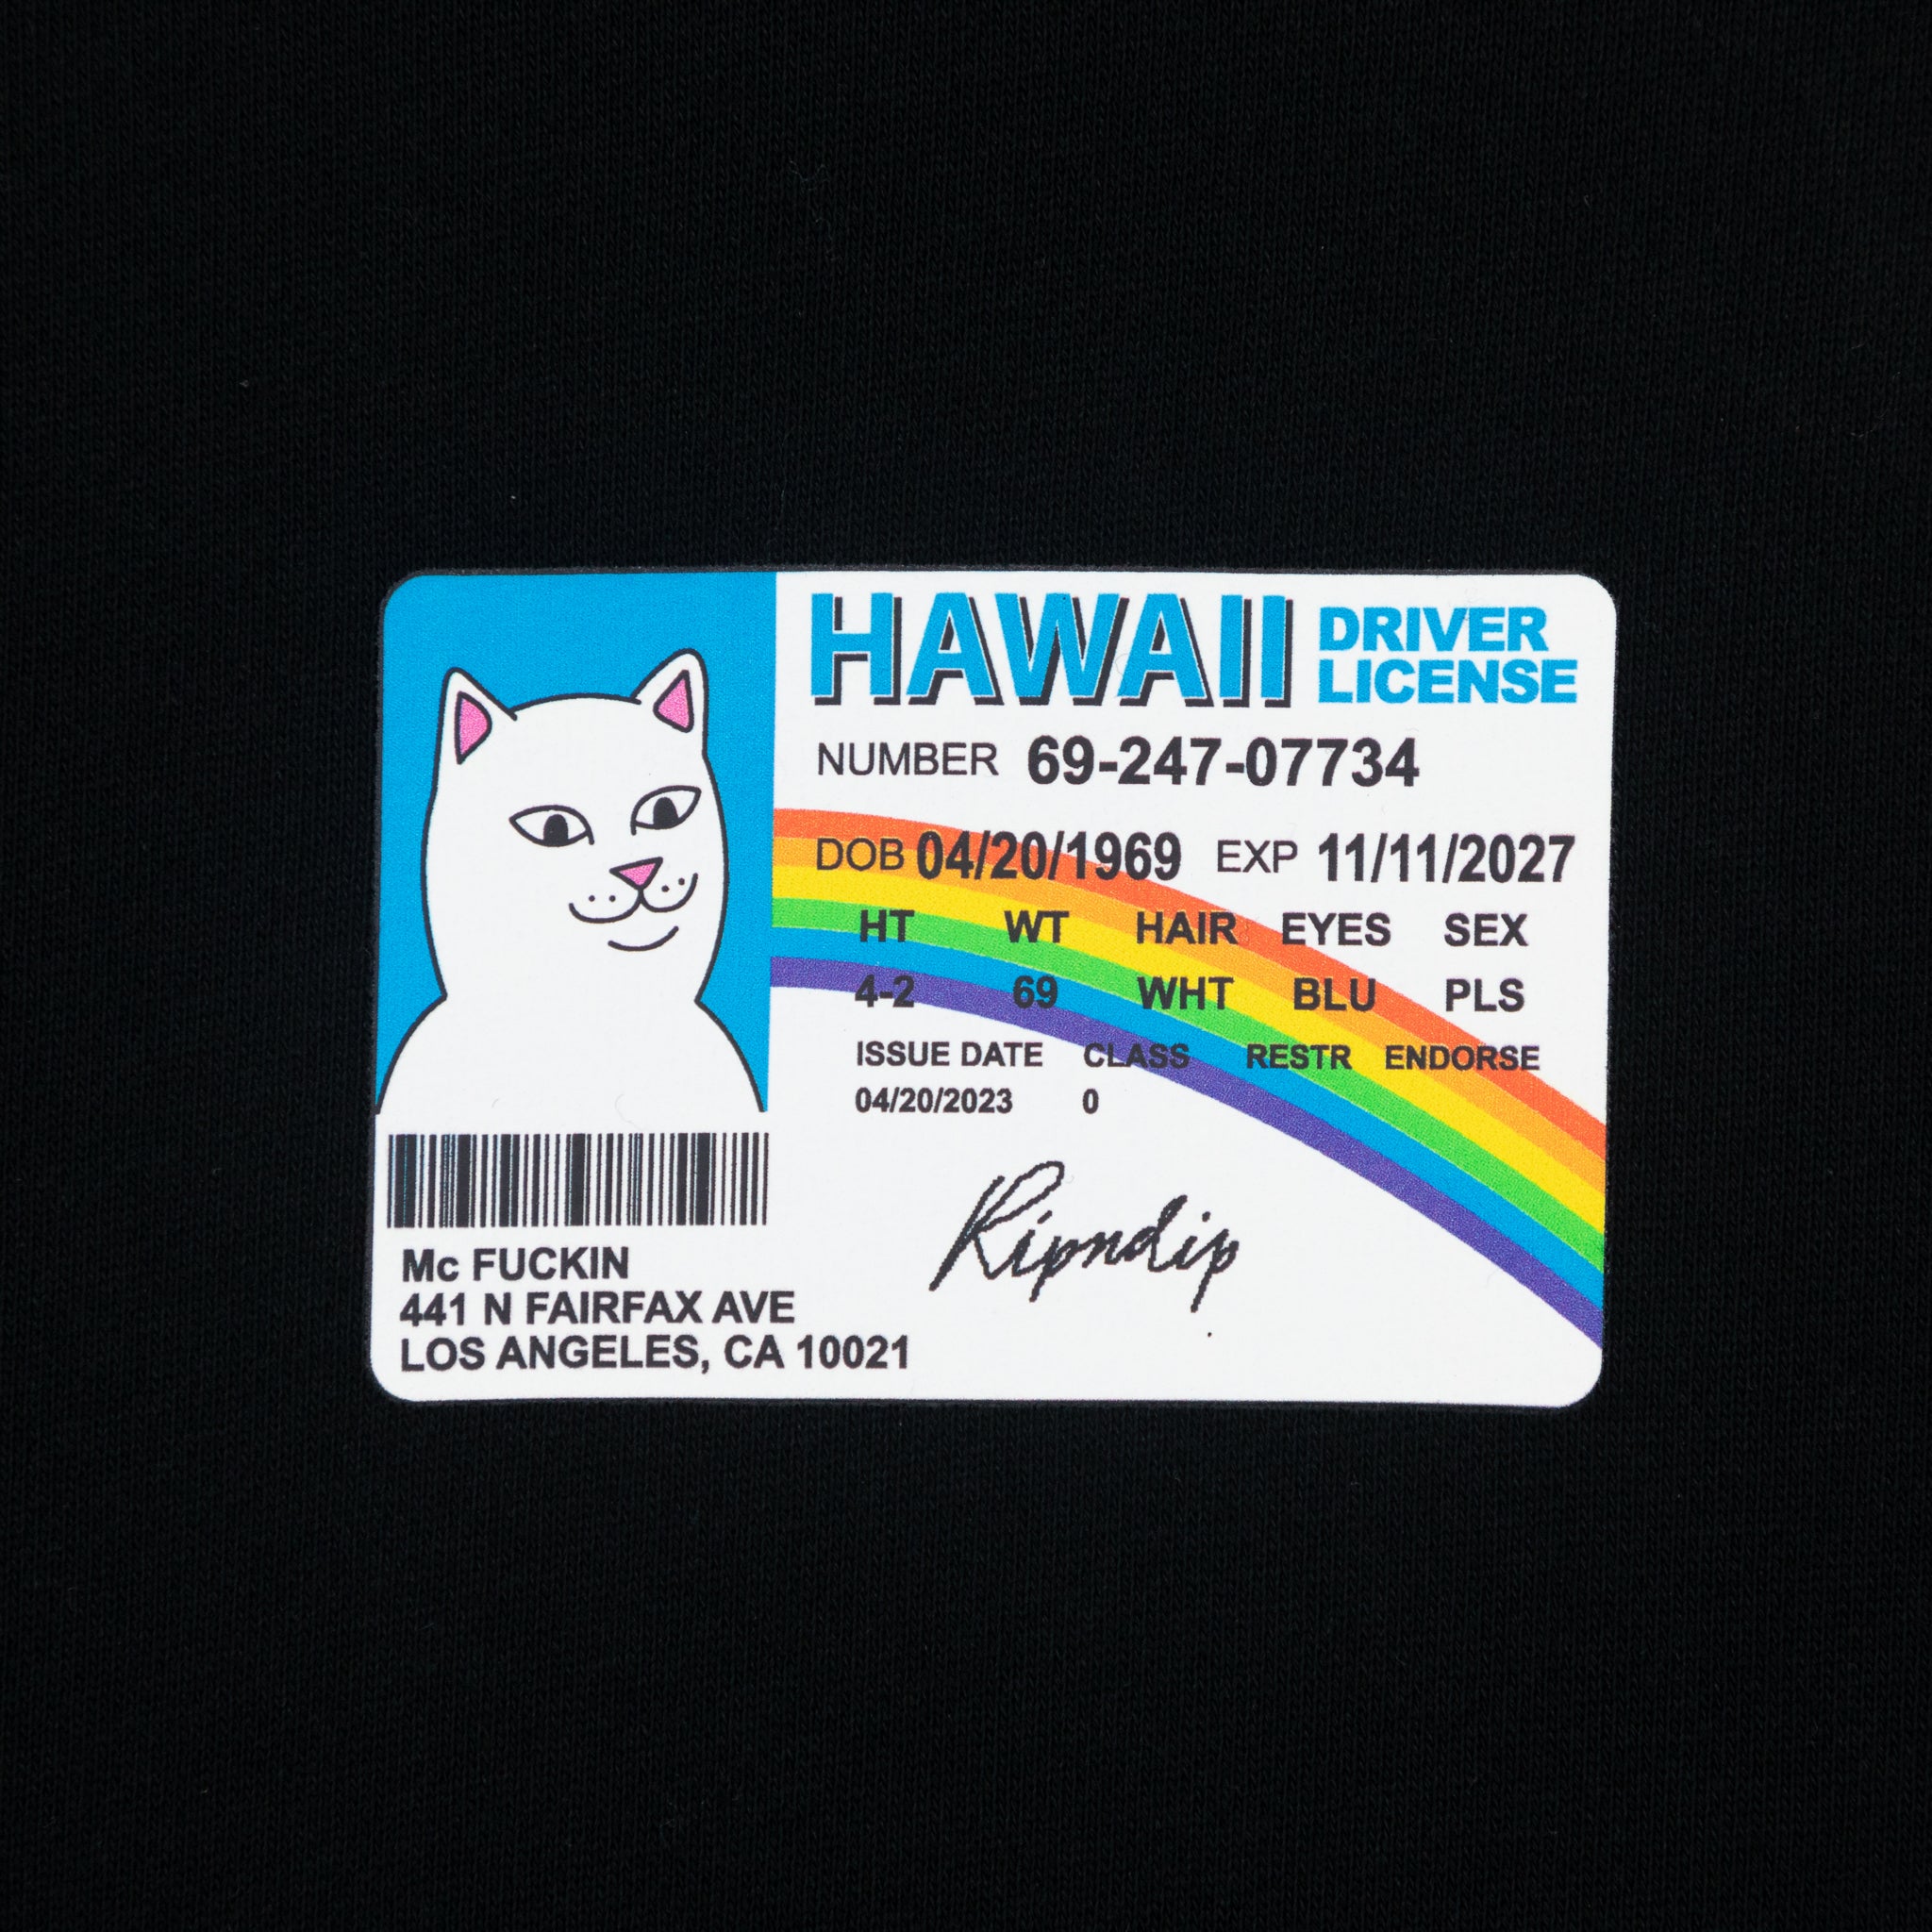 HAWAII DRIVER LICENSE
NUMBER 69-247-07734
DOB 04/20/1969 EXP 11/11/2027
HT WT HAIR EYES SEX
4-2 69 WHT BLU PLS
ISSUE DATE CLASS RESTR ENDORSE
04/20/2023 0
Ripndip
Mc FUCKIN
441 N FAIRFAX AVE
LOS ANGELES, CA 10021